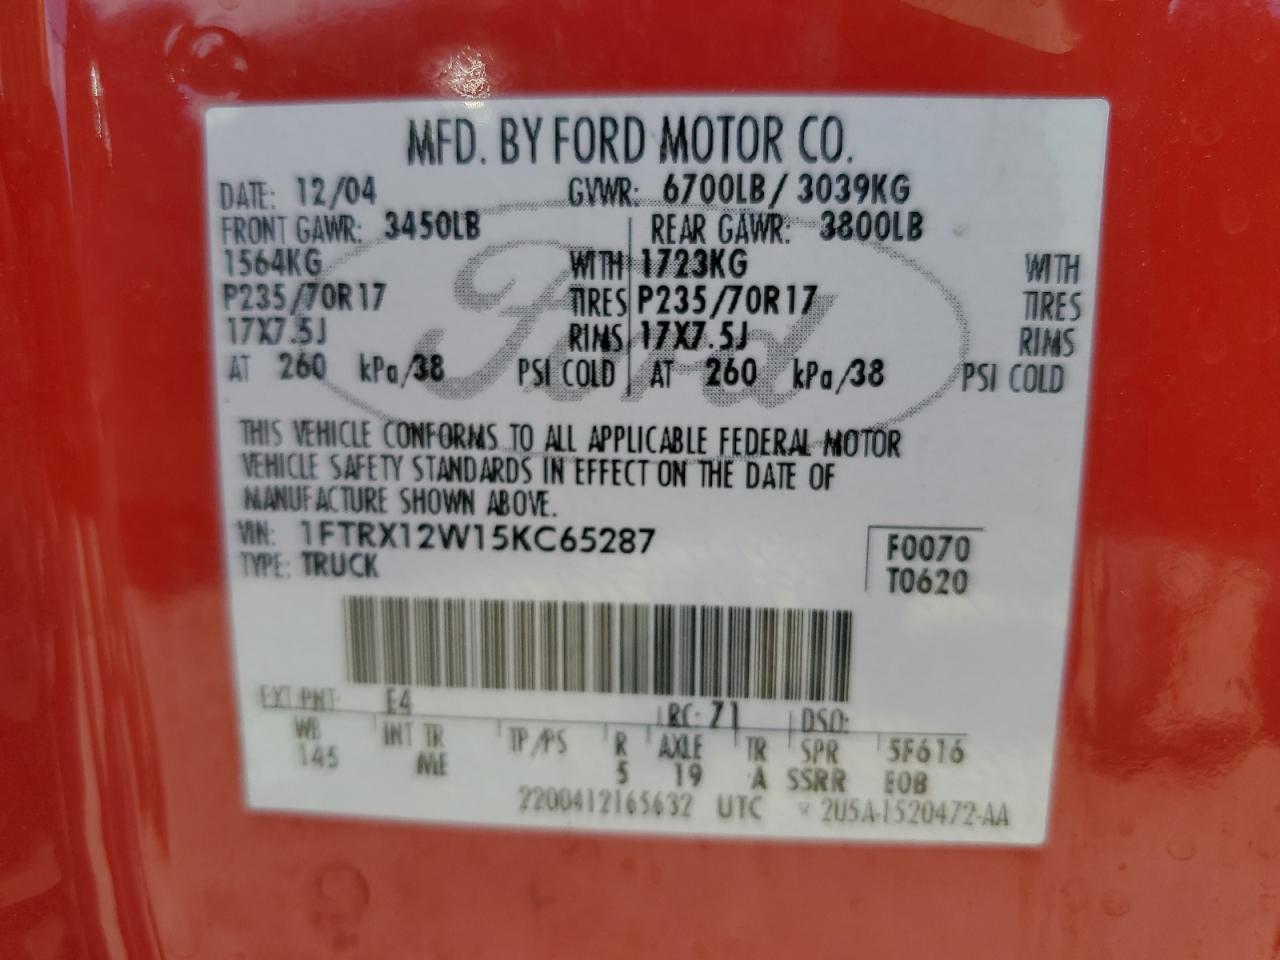 MFD. BY FORD MOTOR CO.
DATE: 12/04 GVWR: 6700LB/ 3039KG
FRONT GAWR: 3450LB REAR GAWR: 3800LB
1564KG WITH 1723KG WITH
P235/70R17 TIRES P235/70R17 TIRES
17X7.5J RIMS 17X7.5J RIMS
AT 260 kPa/38 PSI COLD AT 260 kPa/38 PSI COLD
Ford
THIS VEHICLE CONFORMS TO ALL APPLICABLE FEDERAL MOTOR
VEHICLE SAFETY STANDARDS IN EFFECT ON THE DATE OF
MANUFACTURE SHOWN ABOVE.
VIN: 1FTRX12W15KC65287 F0070
TYPE: TRUCK T0620
EXT PNT: E4 RC: 71 DSO:
WB INT TR TP/PS R AXLE TR SPR 5F616
145 ME 5 19 A SSRR EOB
2200412165632 UTC 2U5A-1520472-AA